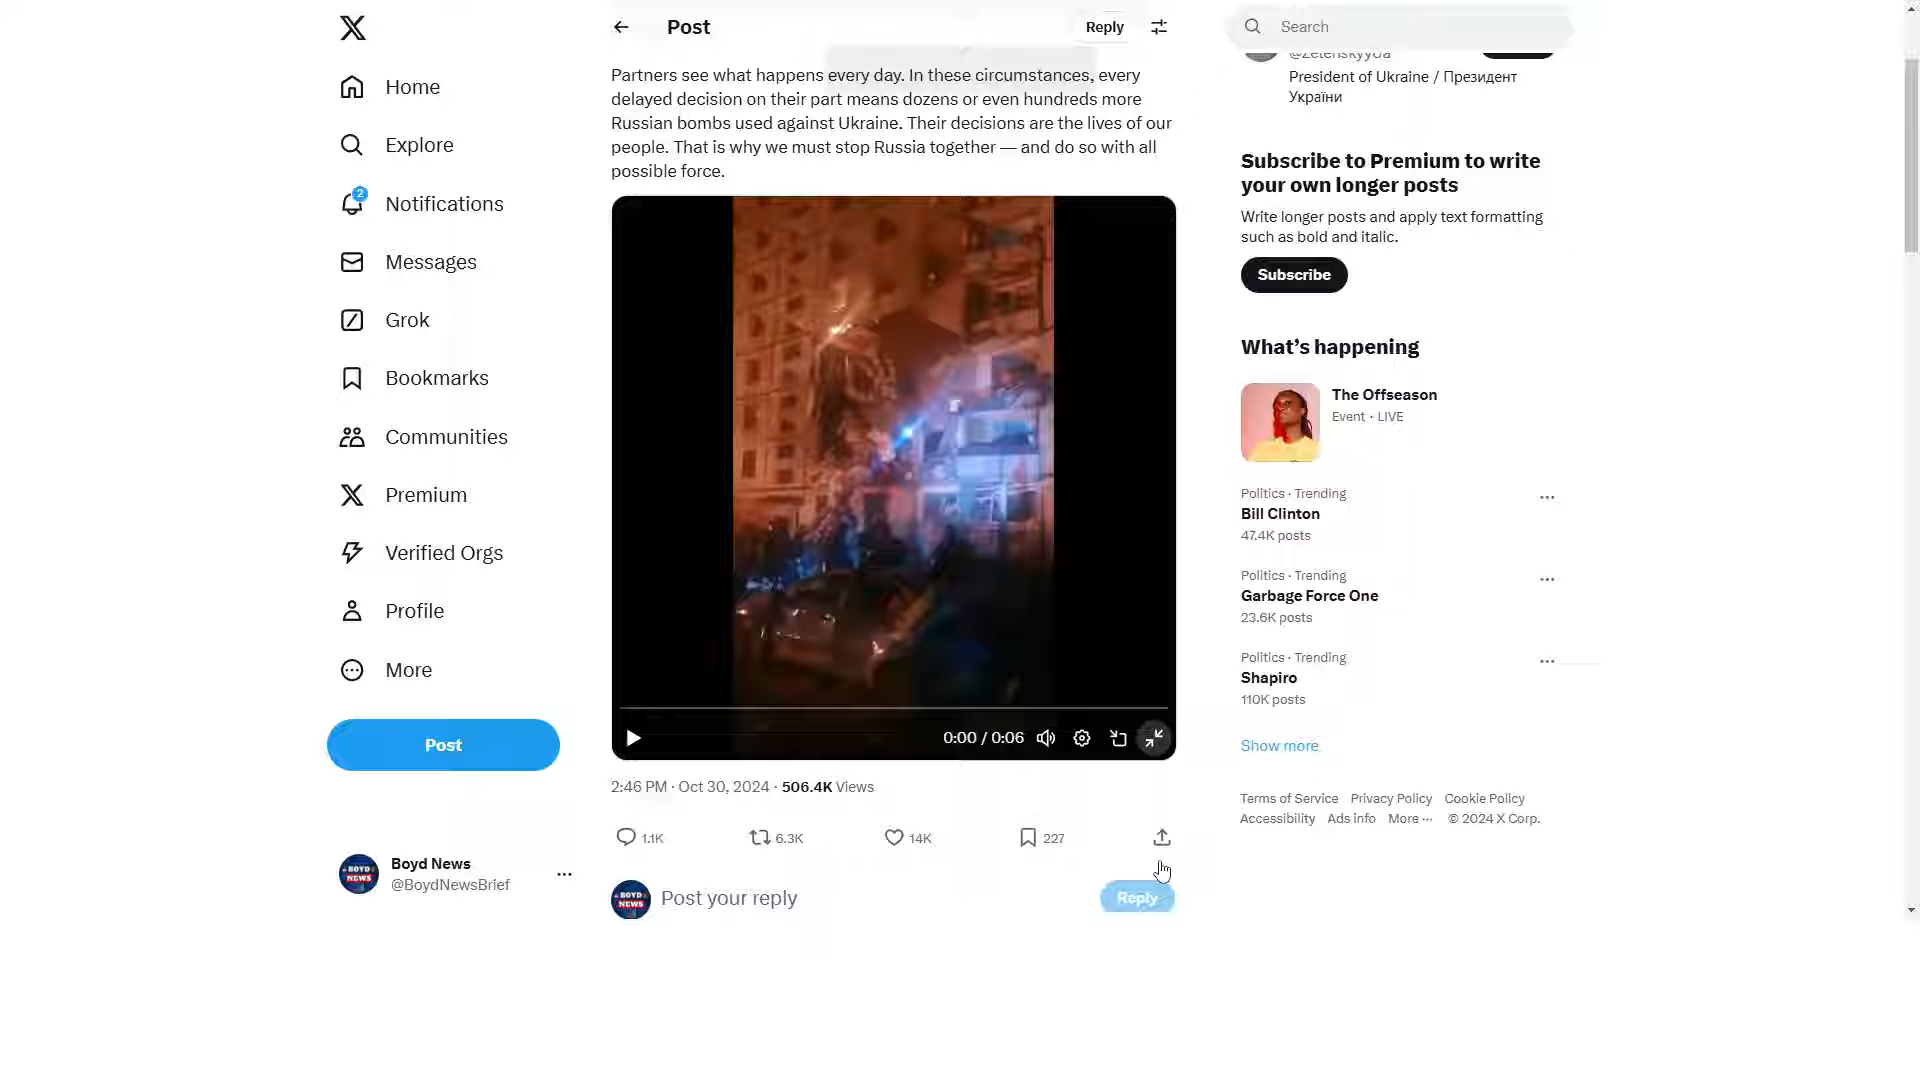 Home
Explore
2
Notifications
Messages
Grok
Bookmarks
Communities
Premium
Verified Orgs
Profile
More
Post
Boyd News
@BoydNewsBrief
Post
Reply
Partners see what happens every day. In these circumstances, every
delayed decision on their part means dozens or even hundreds more
Russian bombs used against Ukraine. Their decisions are the lives of our
people. That is why we must stop Russia together — and do so with all
possible force.
0:00 / 0:06
2:46 PM · Oct 30, 2024 · 506.4K Views
1.1K
6.3K
14K
227
BOYD
NEWS
Post your reply
Reply
Search
@ZelenskyyUa
President of Ukraine / Президент
України
Subscribe to Premium to write
your own longer posts
Write longer posts and apply text formatting
such as bold and italic.
Subscribe
What’s happening
The Offseason
Event · LIVE
Politics · Trending
Bill Clinton
47.4K posts
Politics · Trending
Garbage Force One
23.6K posts
Politics · Trending
Shapiro
110K posts
Show more
Terms of Service Privacy Policy Cookie Policy
Accessibility Ads info More ··· © 2024 X Corp.